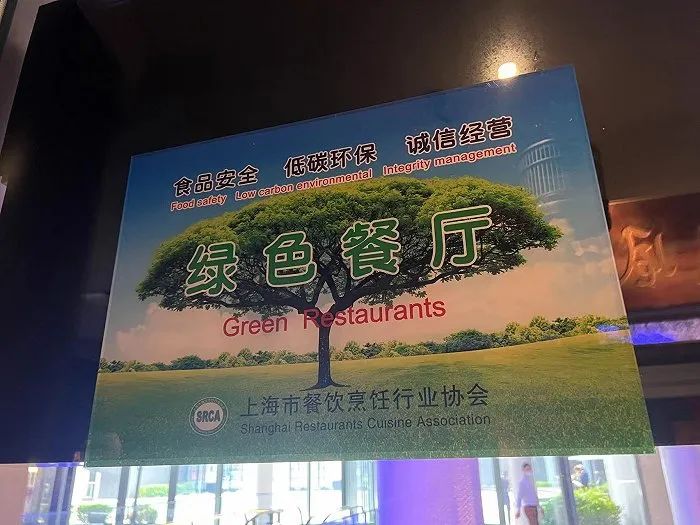 食品安全 低碳环保 诚信经营
Food safety Low carbon environmental Integrity management
绿色餐厅
Green Restaurants
SRCA
上海市餐饮烹饪行业协会
Shanghai Restaurants Cuisine Association